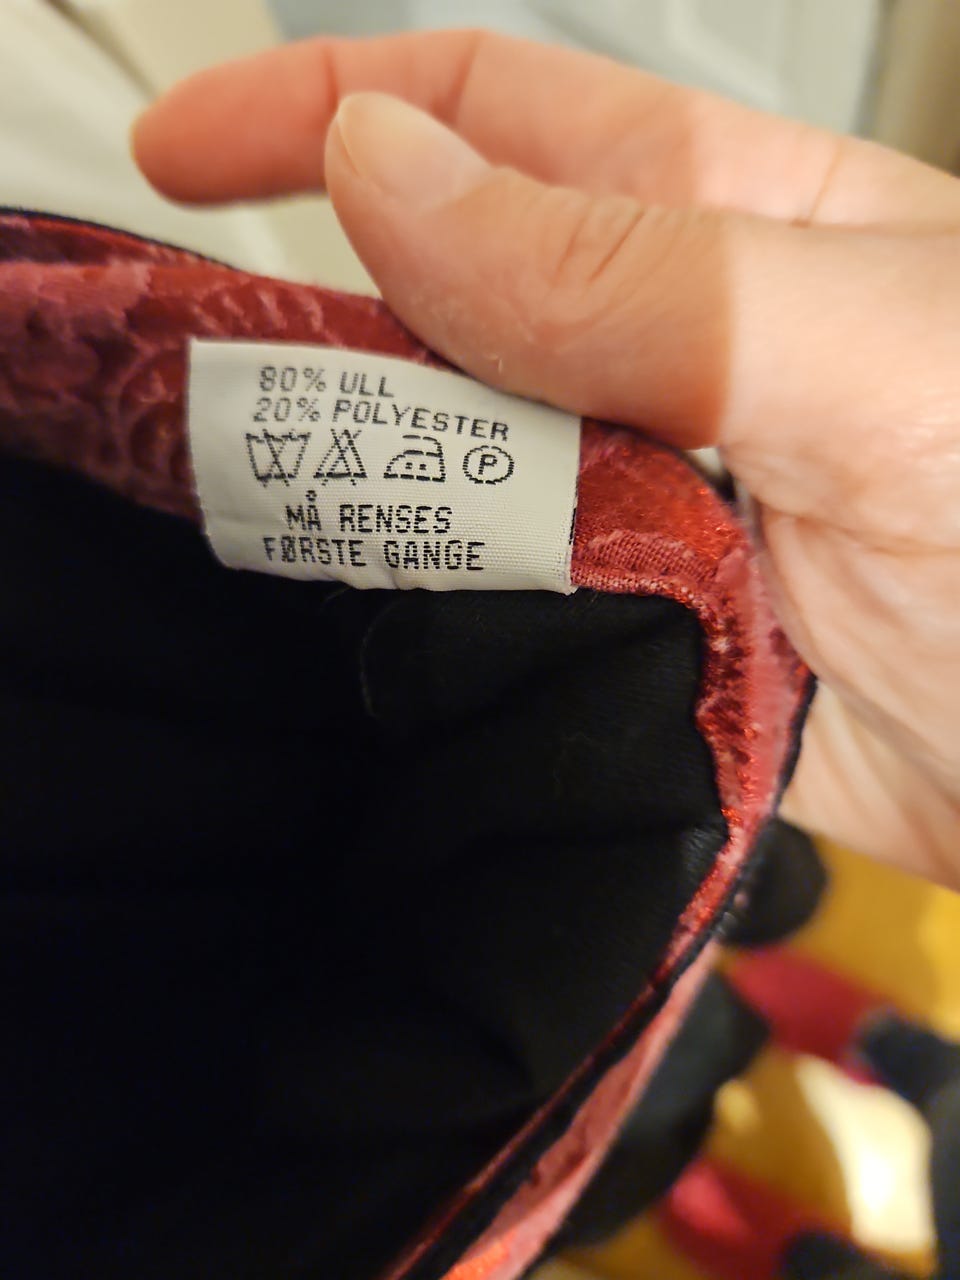 80% ULL
20% POLYESTER
P
MÅ RENSES
FØRSTE GANGE